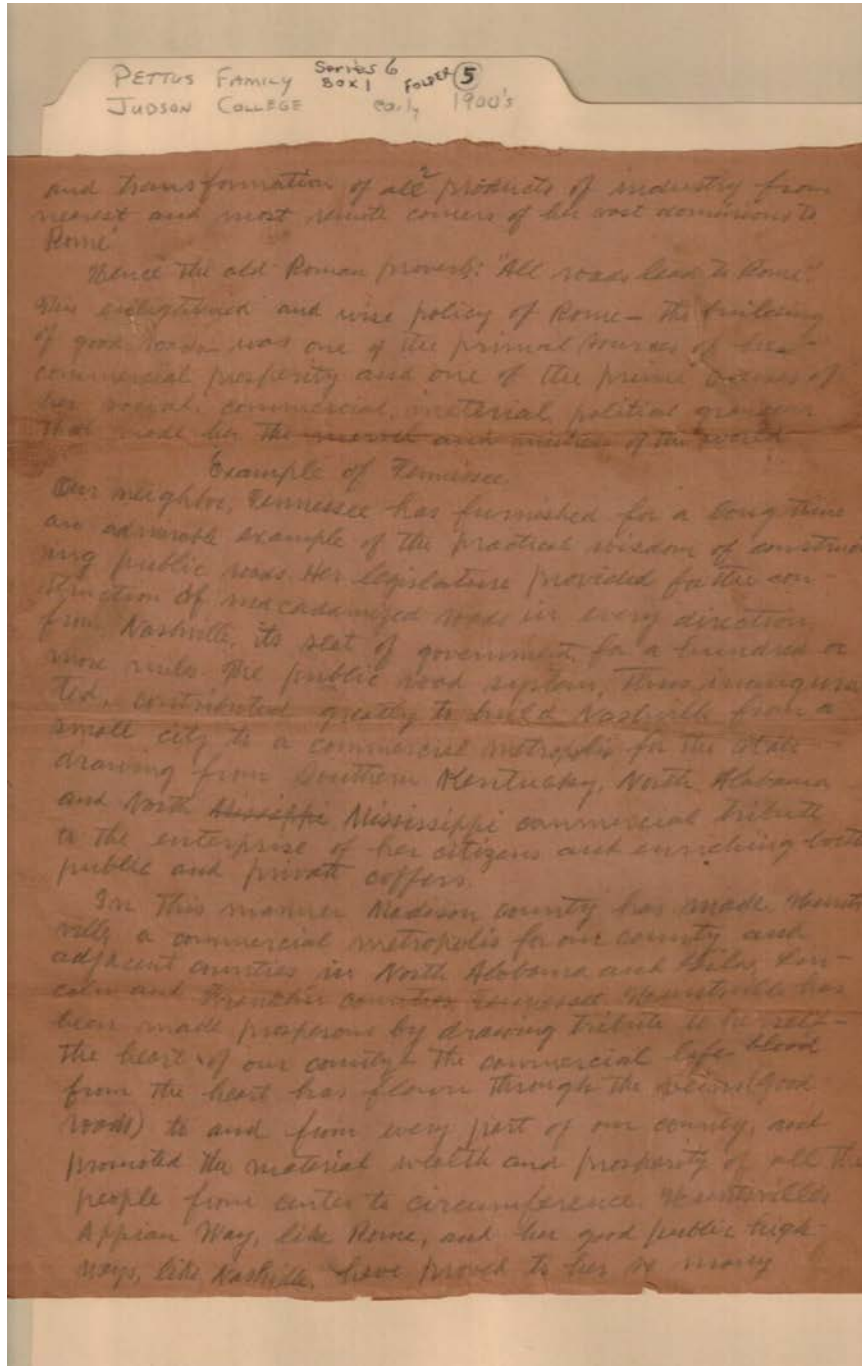 PETTUS FAMILY Series 6 BOX 1 FOLDER 5
JUDSON COLLEGE early 1900's
2
and transformation of all products of industry from
nearest and most remote corners of her vast dominions to
Rome.
Hence the old Roman proverb: "All roads lead to Rome."
This enlightened and wise policy of Rome — the building
of good roads — was one of the primal sources of her
commercial prosperity and one of the prime causes of
her social, commercial, material, political grandeur
that made her the marvel and mistress of the world.
Example of Tennessee.
Our neighbor, Tennessee has furnished for a long time
an admirable example of the practical wisdom of construc
ting public roads. Her legislature provided for the con-
struction of macadamized roads in every direction
from Nashville, its seat of government, for a hundred or
more miles. The public road system, thus inaugura
ted, contributed greatly to build Nashville from a
small city to a commercial metropolis for the state
drawing from Southern Kentucky, North Alabama
and North Mississippi Mississippi commercial tribute
to the enterprise of her citizens and enriching both
public and private coffers.
In this manner Madison county has made Hunts
ville a commercial metropolis for our county and
adjacent counties in North Alabama and Giles, Lin-
coln and Franklin counties Tennessee. Huntsville has
been made prosperous by drawing tribute to herself—
the heart of our county — the commercial life-blood
from the heart has flown through the veins (good
roads) to and from every part of our county, and
promoted the material wealth and prosperity of all the
people from center to circumference. Huntsville's
Appian Way, like Rome, and her good public high-
ways, like Nashville, have proved to her in many